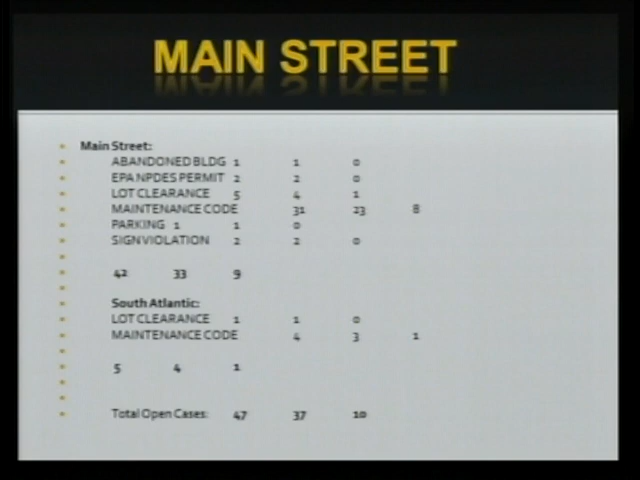 MAIN STREET
Main Street:
ABANDONED BLDG 1 1 0
EPA NPDES PERMIT 2 2 0
LOT CLEARANCE 5 4 1
MAINTENANCE CODE 31 23 8
PARKING 1 1 0
SIGN VIOLATION 2 2 0
42 33 9
South Atlantic:
LOT CLEARANCE 1 1 0
MAINTENANCE CODE 4 3 1
5 4 1
Total Open Cases: 47 37 10